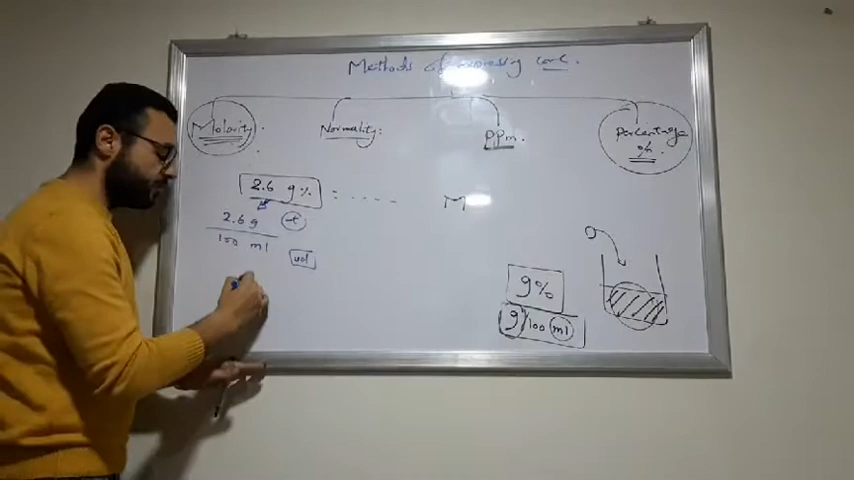 Methods of expressing conc.
Molarity
Normality:
PPm.
Percentage
%
2.6 g% = ..... M
2.6 g
100 ml
wt
vol
g%
g/100 ml